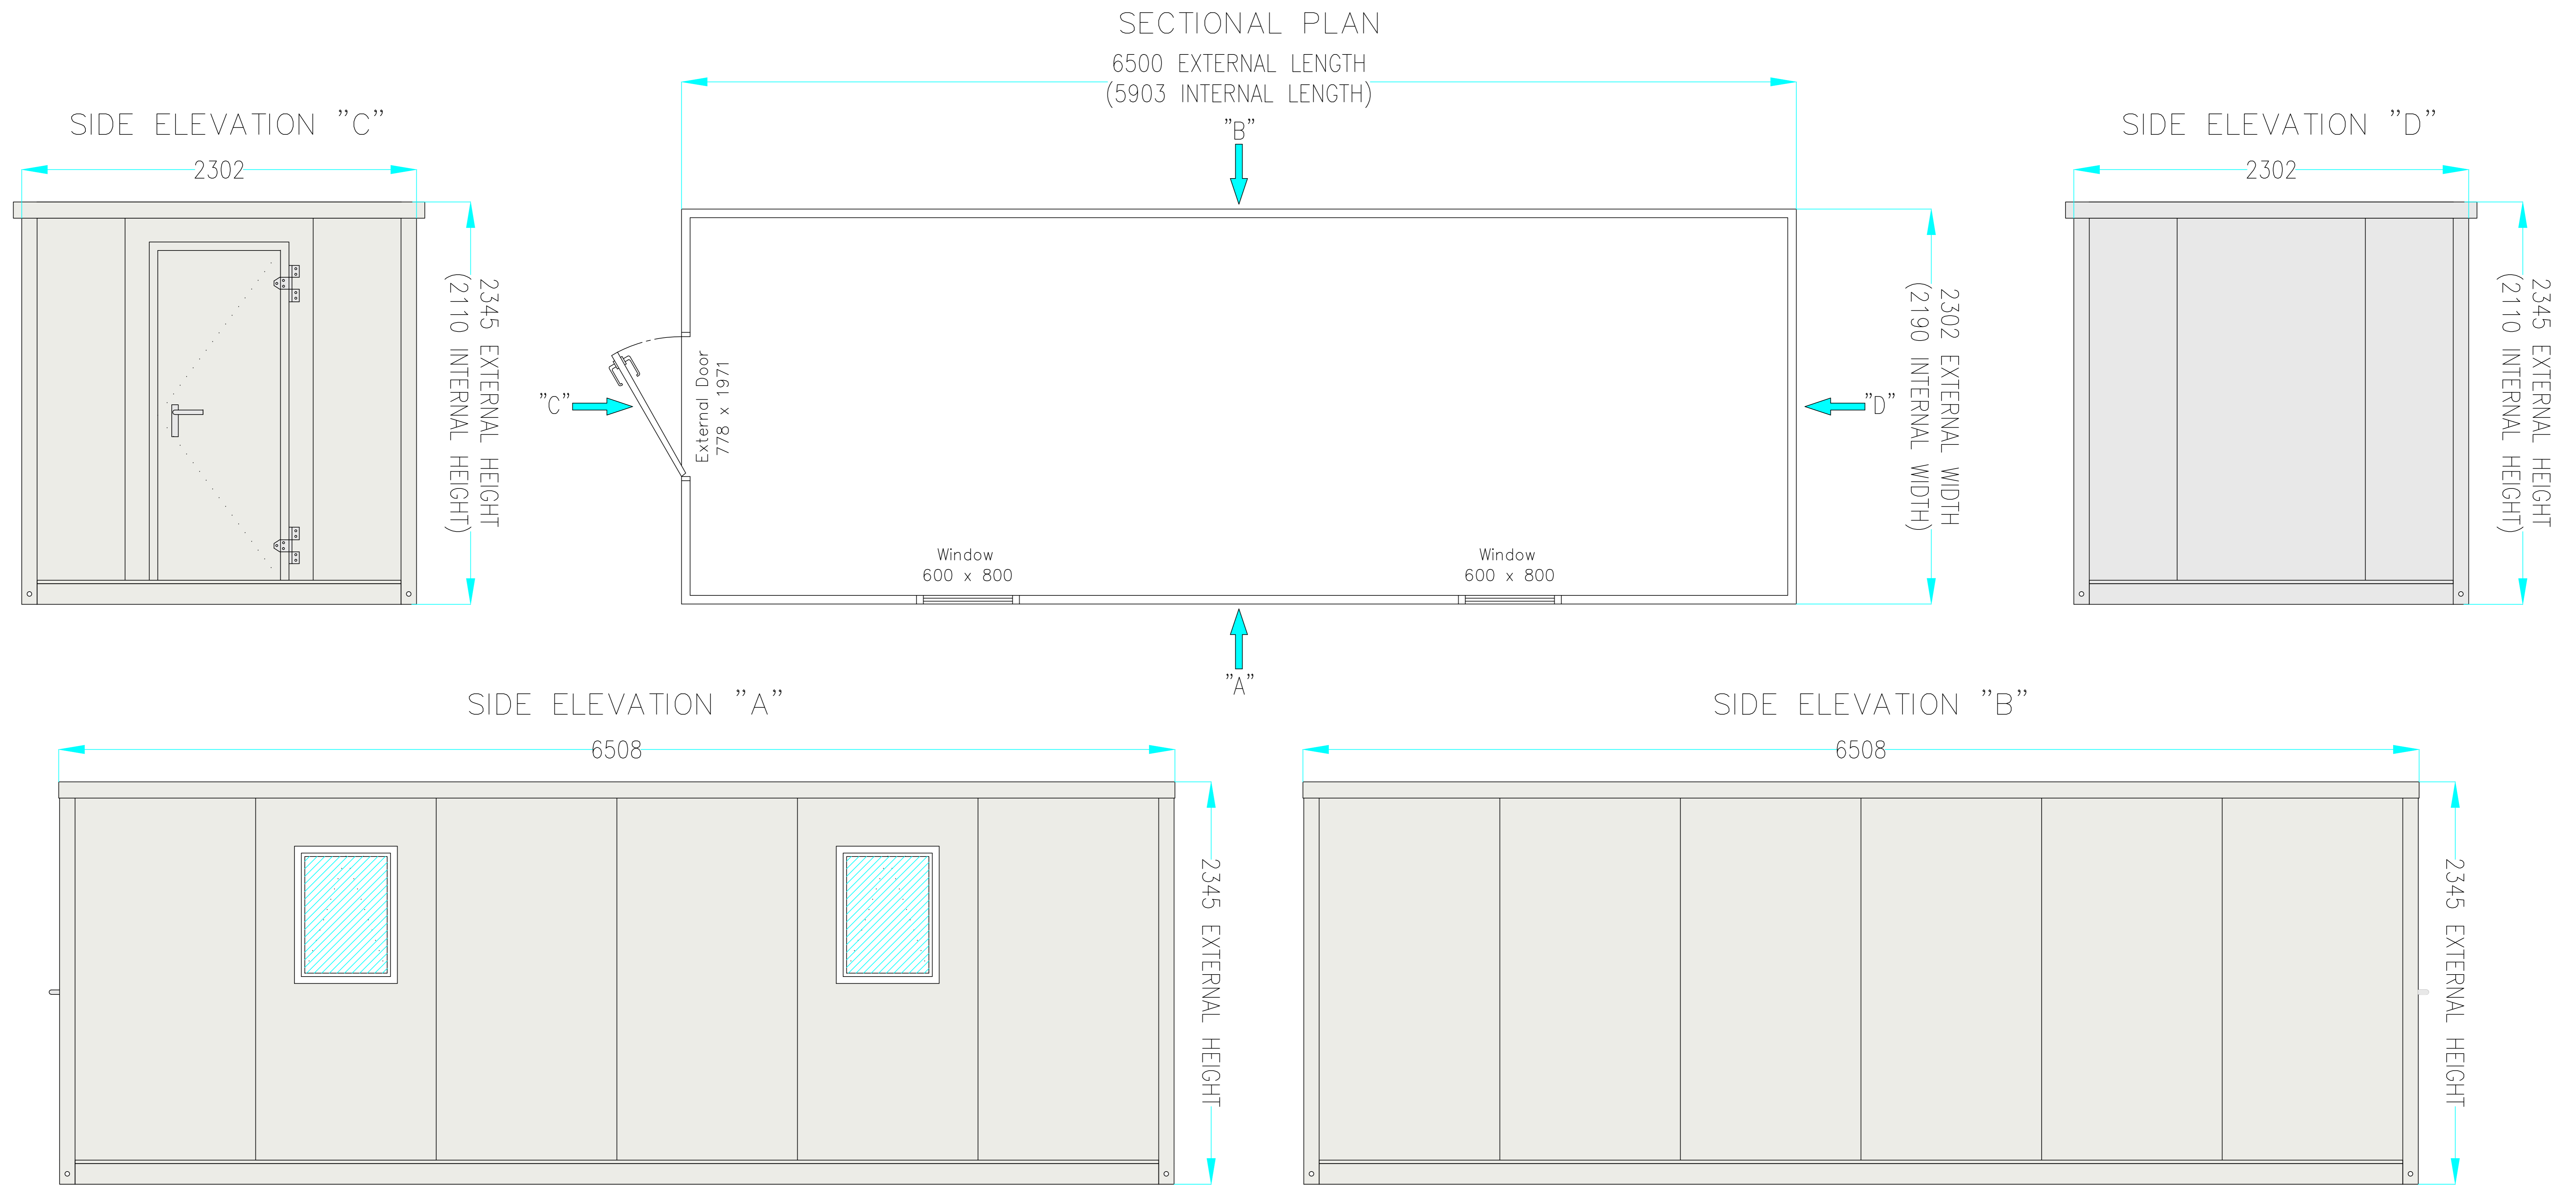 SECTIONAL PLAN
6500 EXTERNAL LENGTH
(5903 INTERNAL LENGTH)
"B"
SIDE ELEVATION "C"
2302
2345 EXTERNAL HEIGHT
(2110 INTERNAL HEIGHT)
"C"
External Door
778 x 1971
Window
600 x 800
Window
600 x 800
"D"
2302 EXTERNAL WIDTH
(2190 INTERNAL WIDTH)
"A"
SIDE ELEVATION "D"
2302
2345 EXTERNAL HEIGHT
(2110 INTERNAL HEIGHT)
SIDE ELEVATION "A"
6508
2345 EXTERNAL HEIGHT
SIDE ELEVATION "B"
6508
2345 EXTERNAL HEIGHT